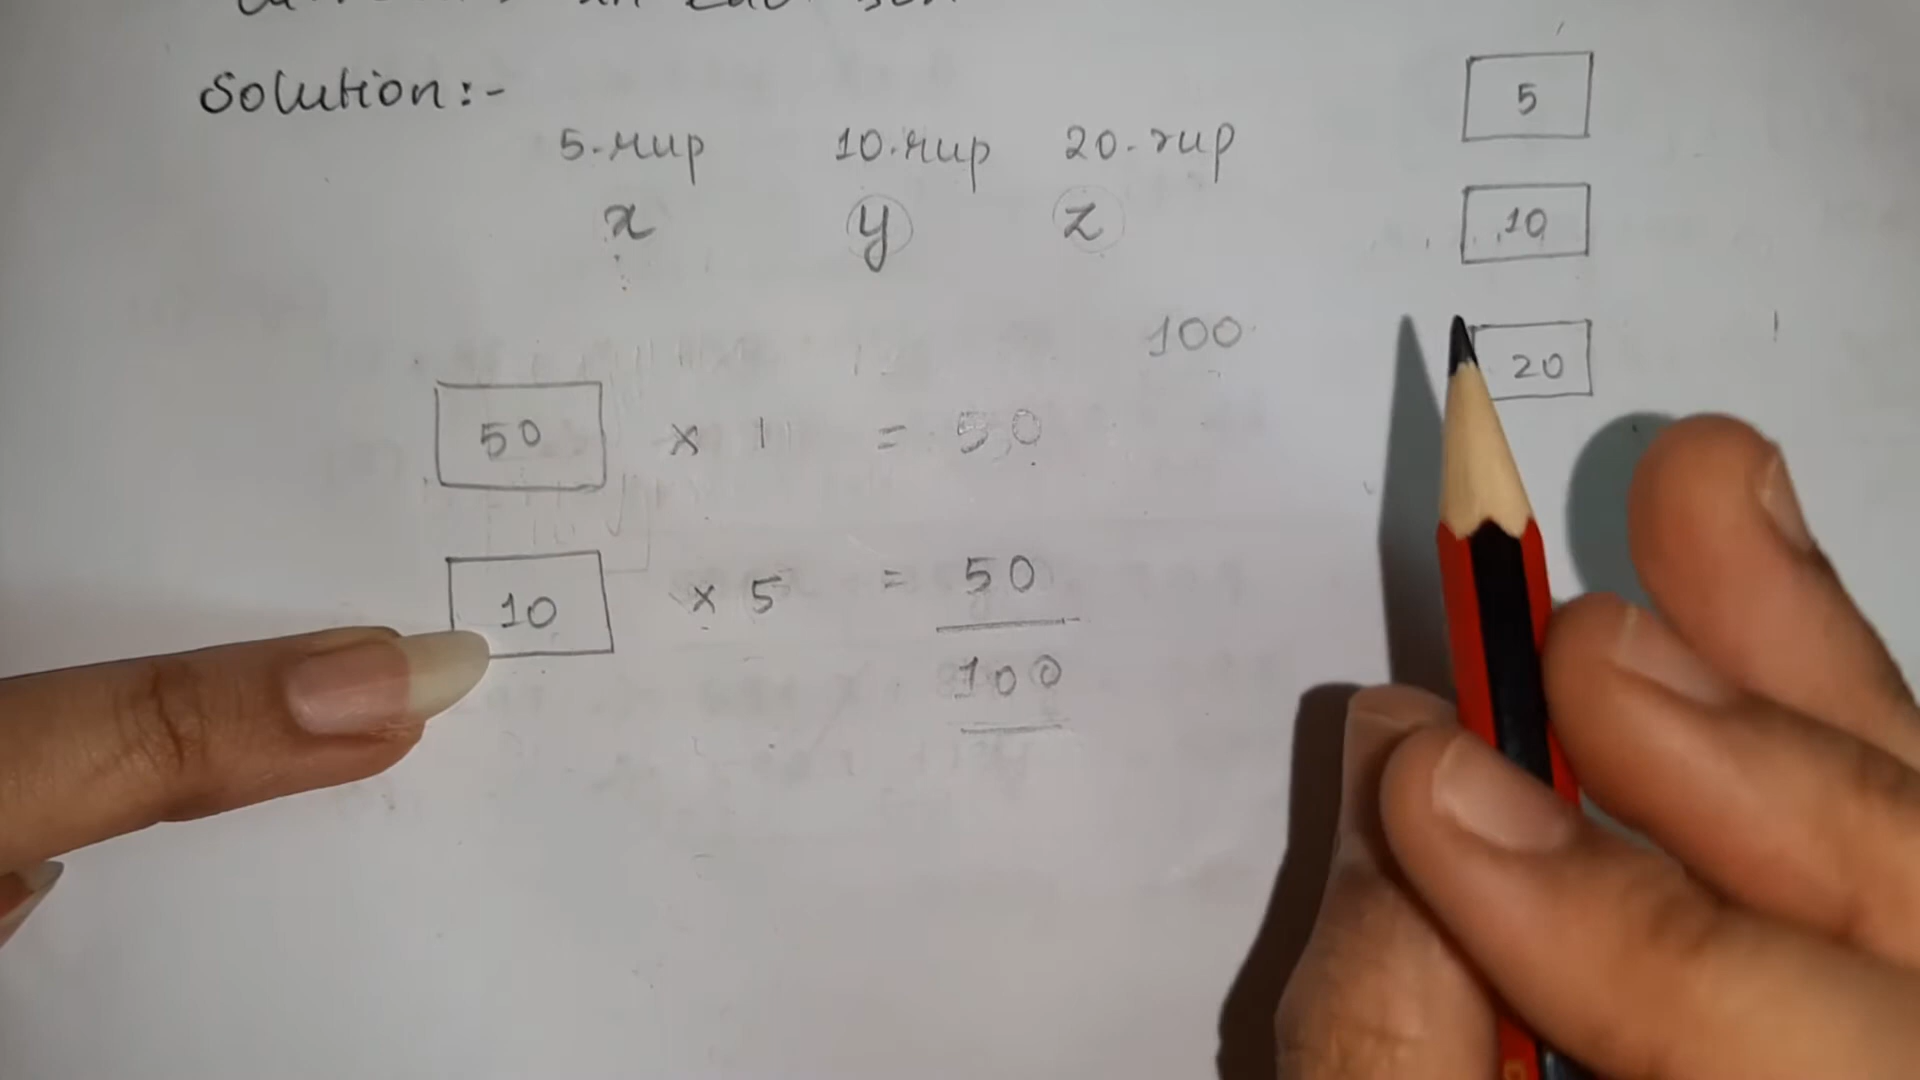 Solution:-
5.rup 10.rup 20.rup
x y z
5
10
20
100
50 x 1 = 50
10 x 5 = 50
100